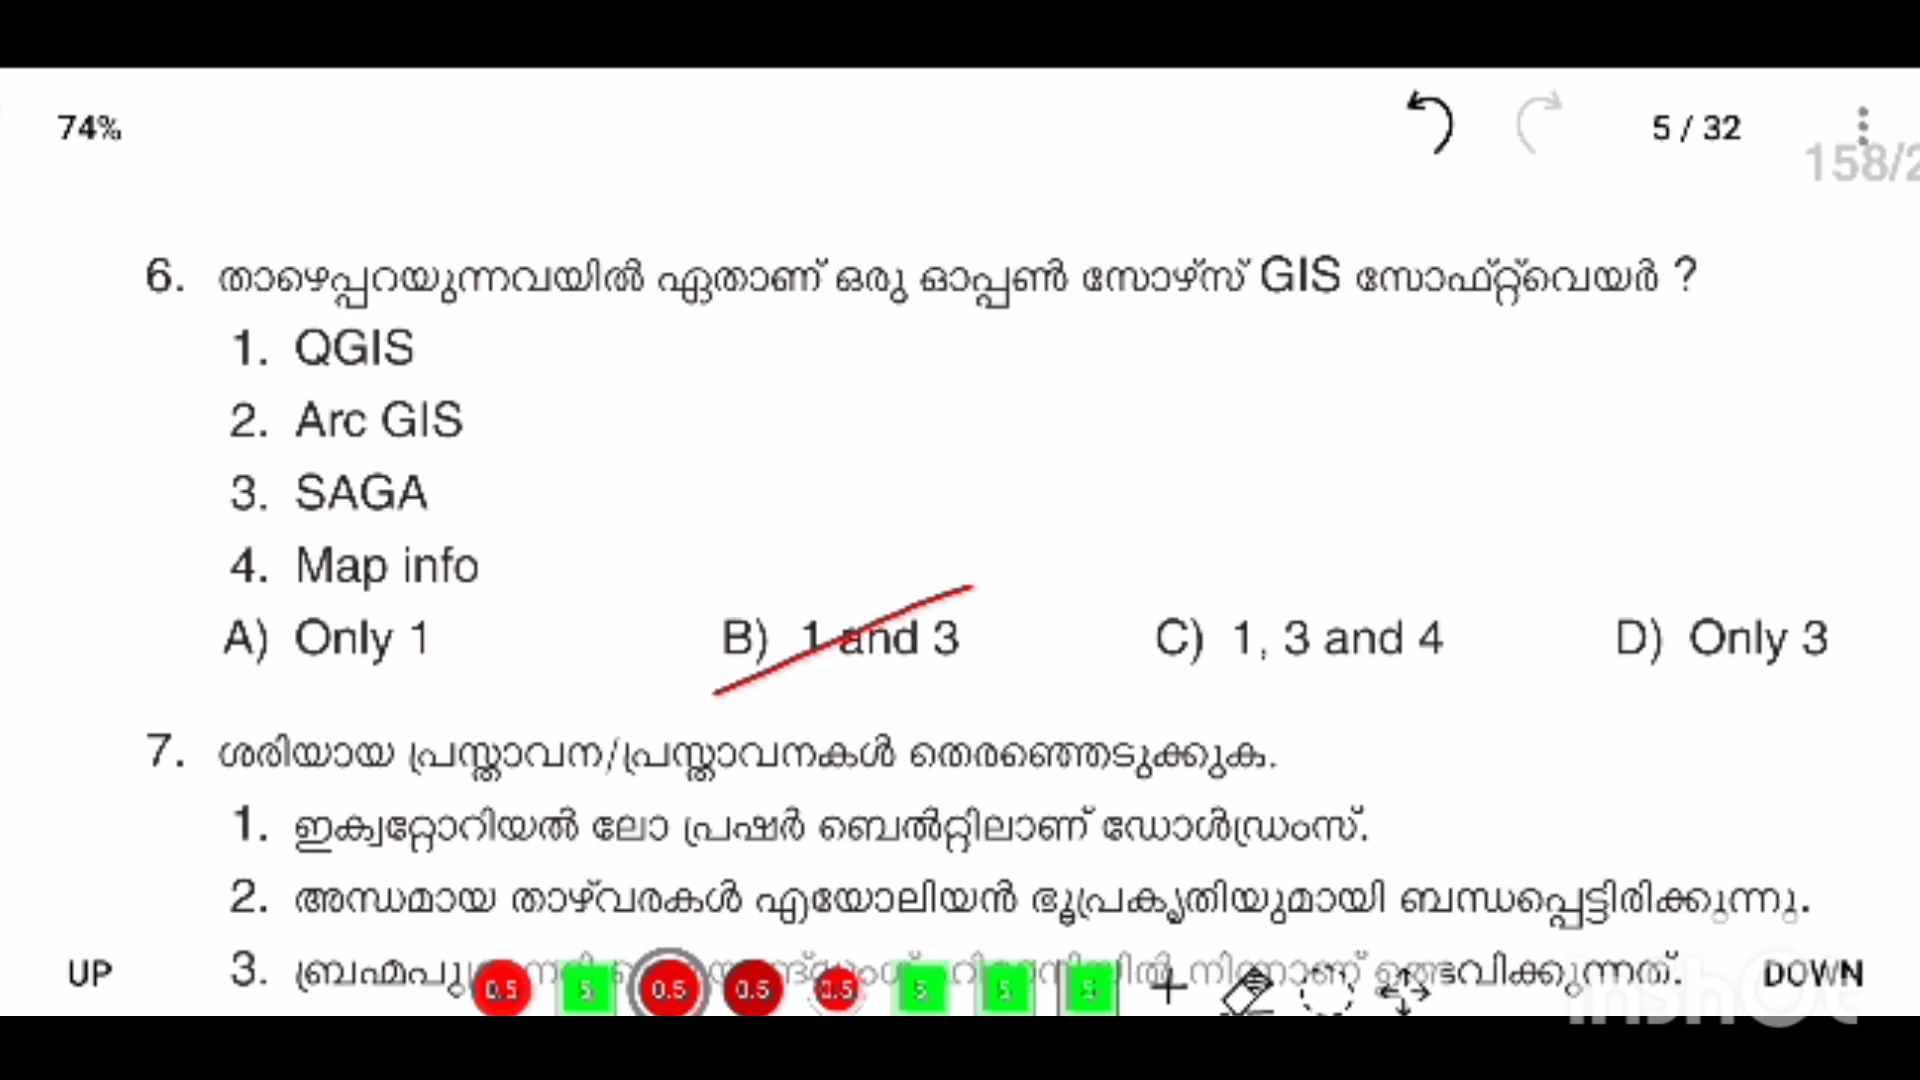 74%
5 / 32
158/2
6. താഴെപ്പറയുന്നവയിൽ ഏതാണ് ഒരു ഓപ്പൺ സോഴ്സ് GIS സോഫ്റ്റ്‌വെയർ ?
1. QGIS
2. Arc GIS
3. SAGA
4. Map info
A) Only 1 B) 1 and 3 C) 1, 3 and 4 D) Only 3
7. ശരിയായ പ്രസ്താവന/പ്രസ്താവനകൾ തെരഞ്ഞെടുക്കുക.
1. ഇക്വറ്റോറിയൽ ലോ പ്രഷർ ബെൽറ്റിലാണ് ഡോൾഡ്രംസ്.
2. അന്ധമായ താഴ്‌വരകൾ എയോലിയൻ ഭൂപ്രകൃതിയുമായി ബന്ധപ്പെട്ടിരിക്കുന്നു.
3. നിന്നാണ് ഉത്ഭവിക്കുന്നത്.
UP DOWN
0.5 5 0.5 0.5 0.5 5 5 5
inshot